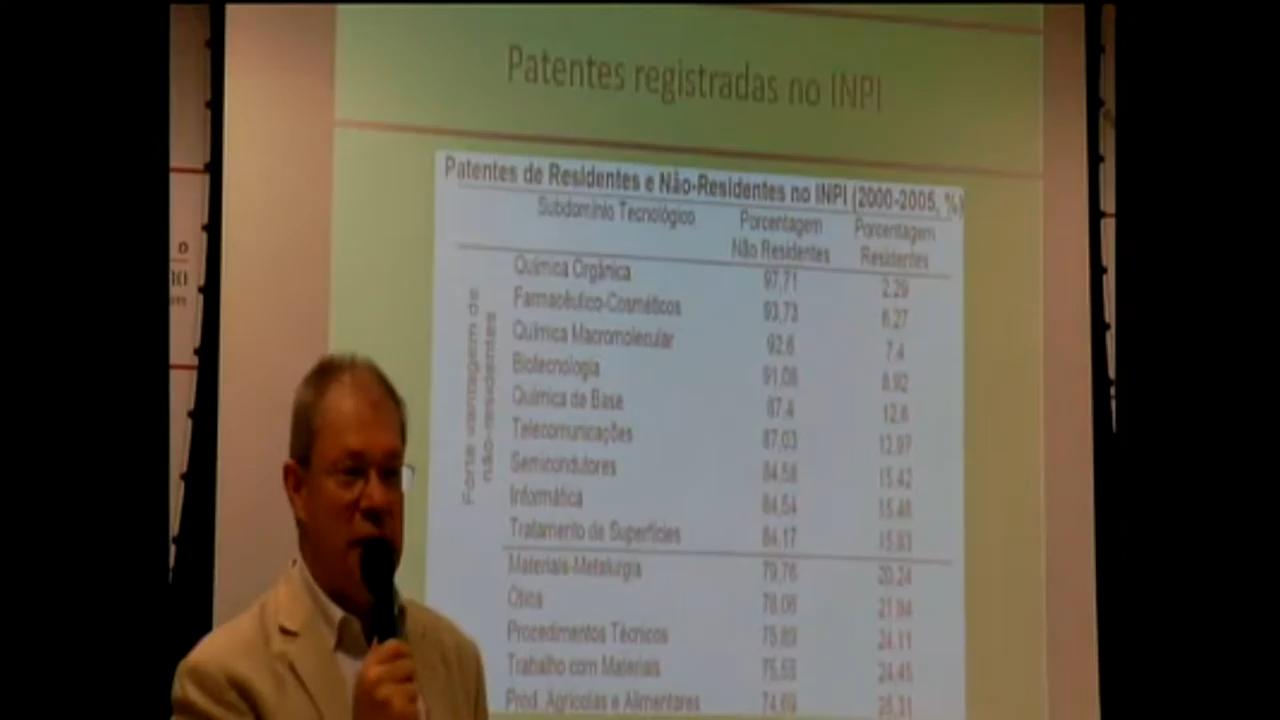 Patentes registradas no INPI
Patentes de Residentes e Não-Residentes no INPI (2000-2005, %)
Subdomínio Tecnológico Porcentagem Não Residentes Porcentagem Residentes
Forte vantagem de não-residentes
Química Orgânica 97,71 2,29
Farmacêutico-Cosméticos 93,73 6,27
Química Macromolecular 92,6 7,4
Biotecnologia 91,08 8,92
Química de Base 87,4 12,6
Telecomunicações 87,03 12,97
Semicondutores 84,58 15,42
Informática 84,54 15,46
Tratamento de Superfícies 84,17 15,83
Materiais-Metalurgia 79,76 20,24
Ótica 78,06 21,94
Procedimentos Técnicos 75,89 24,11
Trabalho com Materiais 75,55 24,45
Prod. Agrícolas e Alimentares 74,69 25,31
o
10